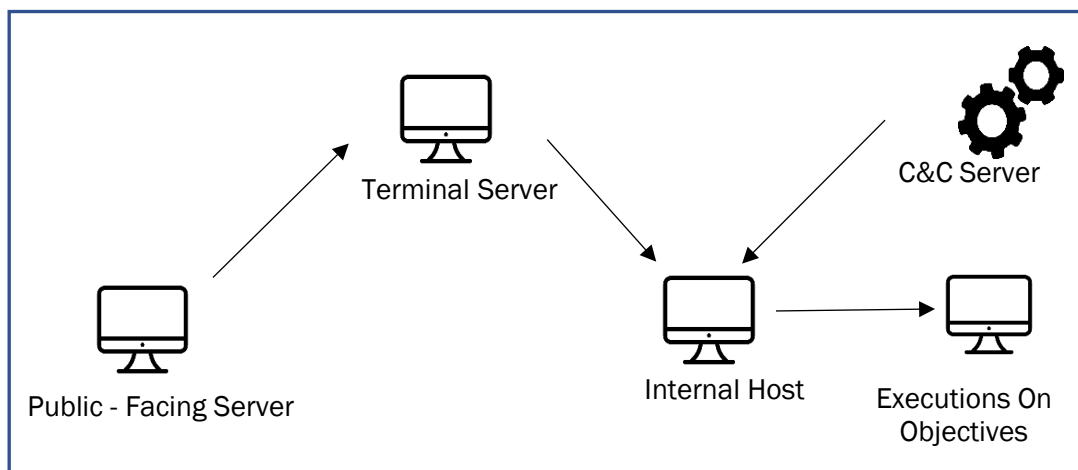 Terminal Server
C&C Server
Public - Facing Server
Internal Host
Executions On
Objectives